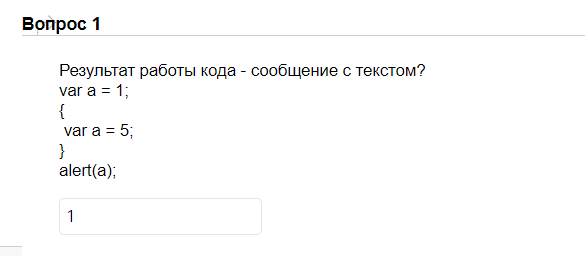 Вопрос 1
Результат работы кода - сообщение с текстом?
var a = 1;
{
var a = 5;
}
alert(a);
1